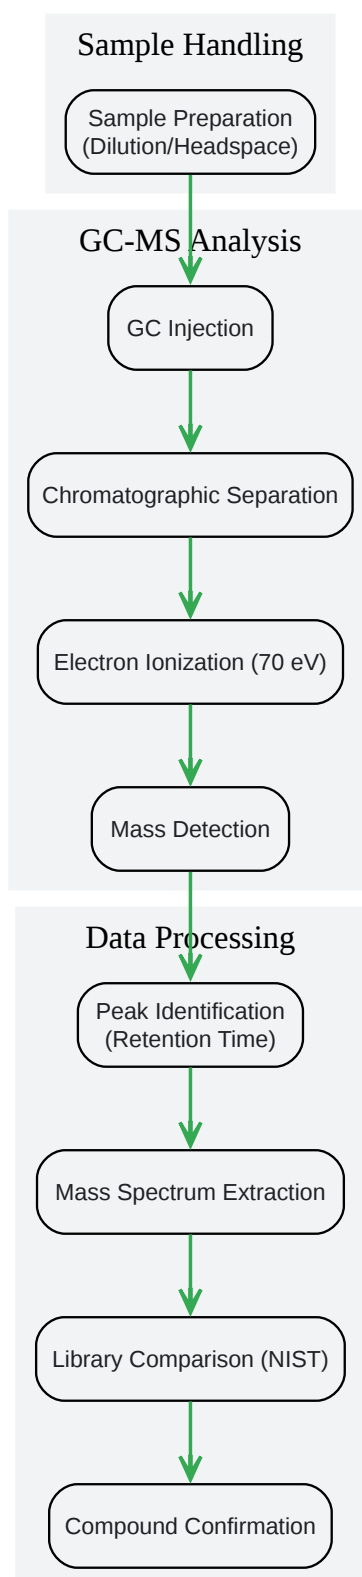 Sample Handling
Sample Preparation
(Dilution/Headspace)
GC-MS Analysis
GC Injection
Chromatographic Separation
Electron Ionization (70 eV)
Mass Detection
Data Processing
Peak Identification
(Retention Time)
Mass Spectrum Extraction
Library Comparison (NIST)
Compound Confirmation